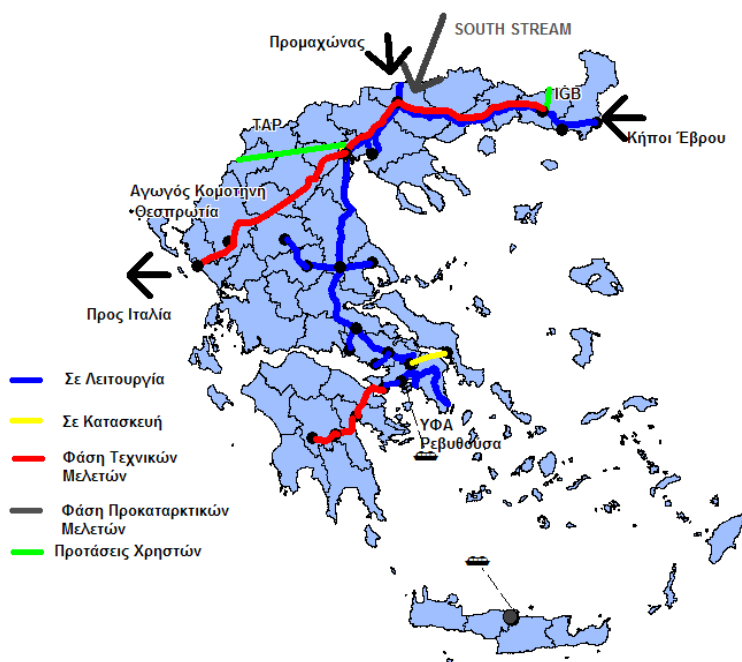 Προμαχώνας
SOUTH STREAM
IGB
TAP
Κήποι Έβρου
Αγωγός Κομοτηνή
-Θεσπρωτία
Προς Ιταλία
Σε Λειτουργία
Σε Κατασκευή
Φάση Τεχνικών
Μελετών
Φάση Προκαταρκτικών
Μελετών
Προτάσεις Χρηστών
ΥΦΑ
Ρεβυθούσα